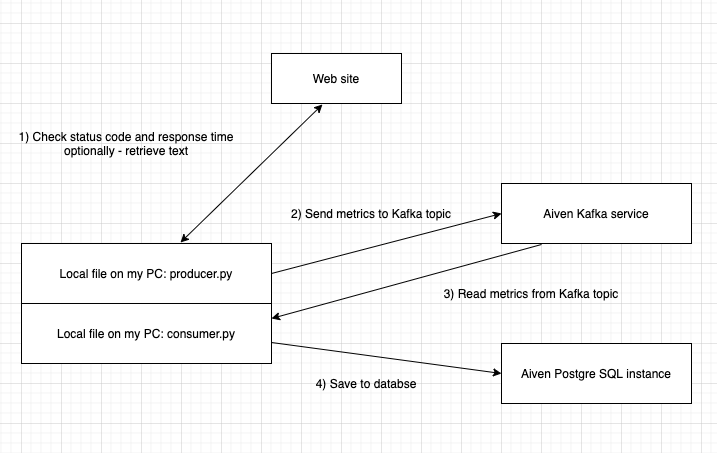 Web site
1) Check status code and response time
optionally - retrieve text
2) Send metrics to Kafka topic
Aiven Kafka service
Local file on my PC: producer.py
3) Read metrics from Kafka topic
Local file on my PC: consumer.py
Aiven Postgre SQL instance
4) Save to databse